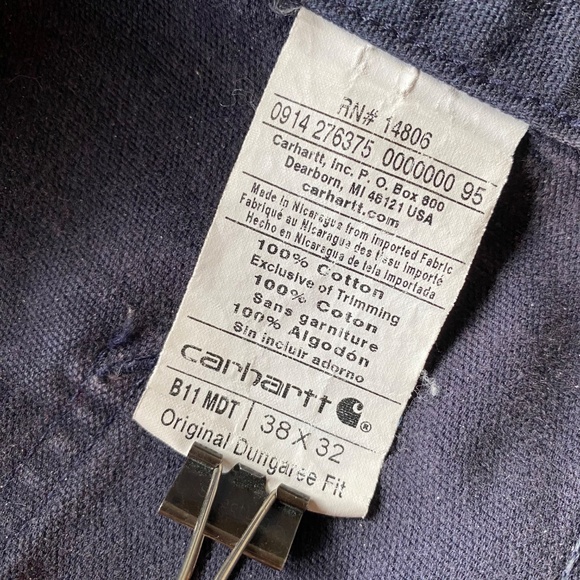 RN# 14806
0914 276375 0000000 95
Carhartt, Inc. P. O. Box 600
Dearborn, MI 48121 USA
carhartt.com
Made in Nicaragua from Imported Fabric
Fabriqué au Nicaragua des tissu importé
Hecho en Nicaragua de tela Importada
100% Cotton
Exclusive of Trimming
100% Coton
Sans garniture
100% Algodón
Sin incluir adorno
carhartt
B11 MDT | 38 X 32
Original Dungaree Fit